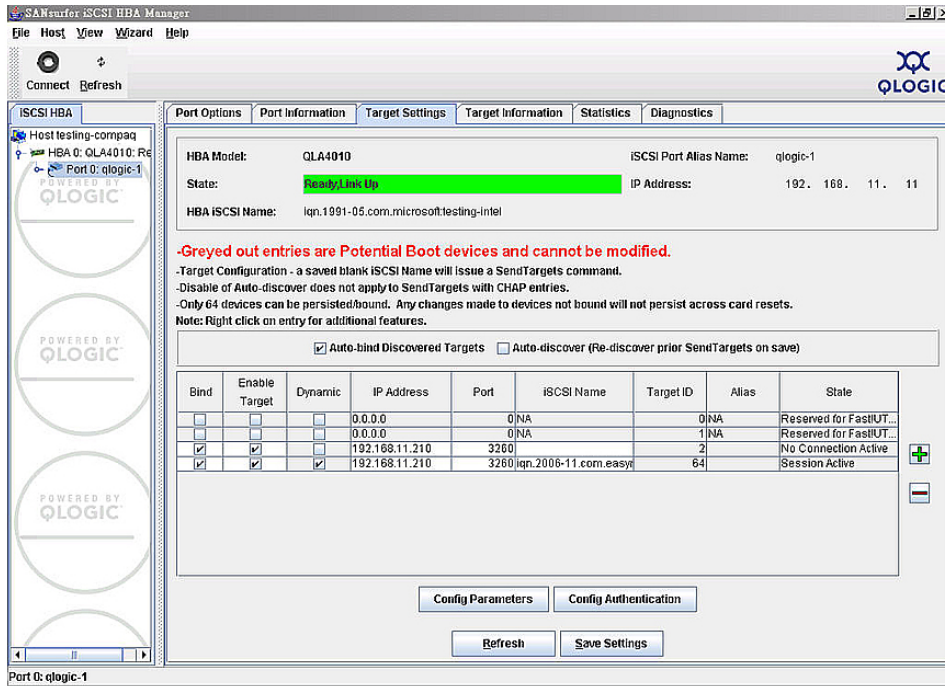 SANsurfer iSCSI HBA Manager
File Host View Wizard Help
Connect Refresh
QLOGIC
iSCSI HBA
Host testing-compaq
HBA 0: QLA4010: Re
Port 0: qlogic-1
POWERED BY
QLOGIC
POWERED BY
QLOGIC
POWERED BY
QLOGIC
Port Options Port Information Target Settings Target Information Statistics Diagnostics
HBA Model: QLA4010 iSCSI Port Alias Name: qlogic-1
State: Ready,Link Up IP Address: 192. 168. 11. 11
HBA iSCSI Name: iqn.1991-05.com.microsoft:testing-intel
-Greyed out entries are Potential Boot devices and cannot be modified.
-Target Configuration - a saved blank iSCSI Name will issue a SendTargets command.
-Disable of Auto-discover does not apply to SendTargets with CHAP entries.
-Only 64 devices can be persisted/bound. Any changes made to devices not bound will not persist across card resets.
Note: Right click on entry for additional features.
Auto-bind Discovered Targets Auto-discover (Re-discover prior SendTargets on save)
Bind Enable Target Dynamic IP Address Port iSCSI Name Target ID Alias State
0.0.0.0 0 NA 0 NA Reserved for Fast!UT...
0.0.0.0 0 NA 1 NA Reserved for Fast!UT...
192.168.11.210 3260 2 No Connection Active
192.168.11.210 3260 iqn.2006-11.com.easyr 64 Session Active
Config Parameters Config Authentication
Refresh Save Settings
Port 0: qlogic-1